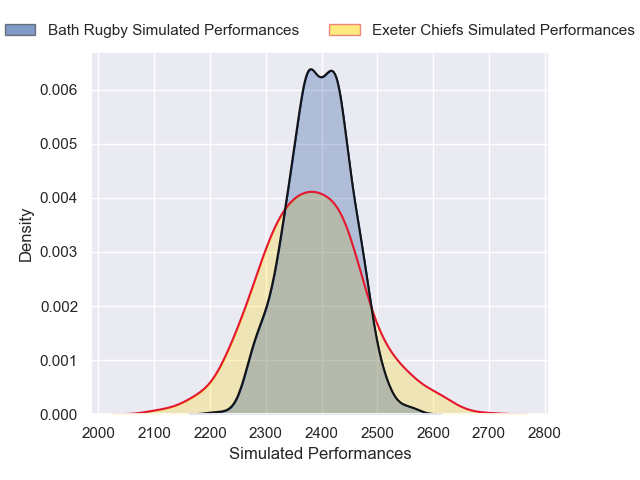 Bath Rugby Simulated Performances
Exeter Chiefs Simulated Performances
0.006
0.005
0.004
0.003
0.002
0.001
0.000
Density
2000 2100 2200 2300 2400 2500 2600 2700 2800
Simulated Performances